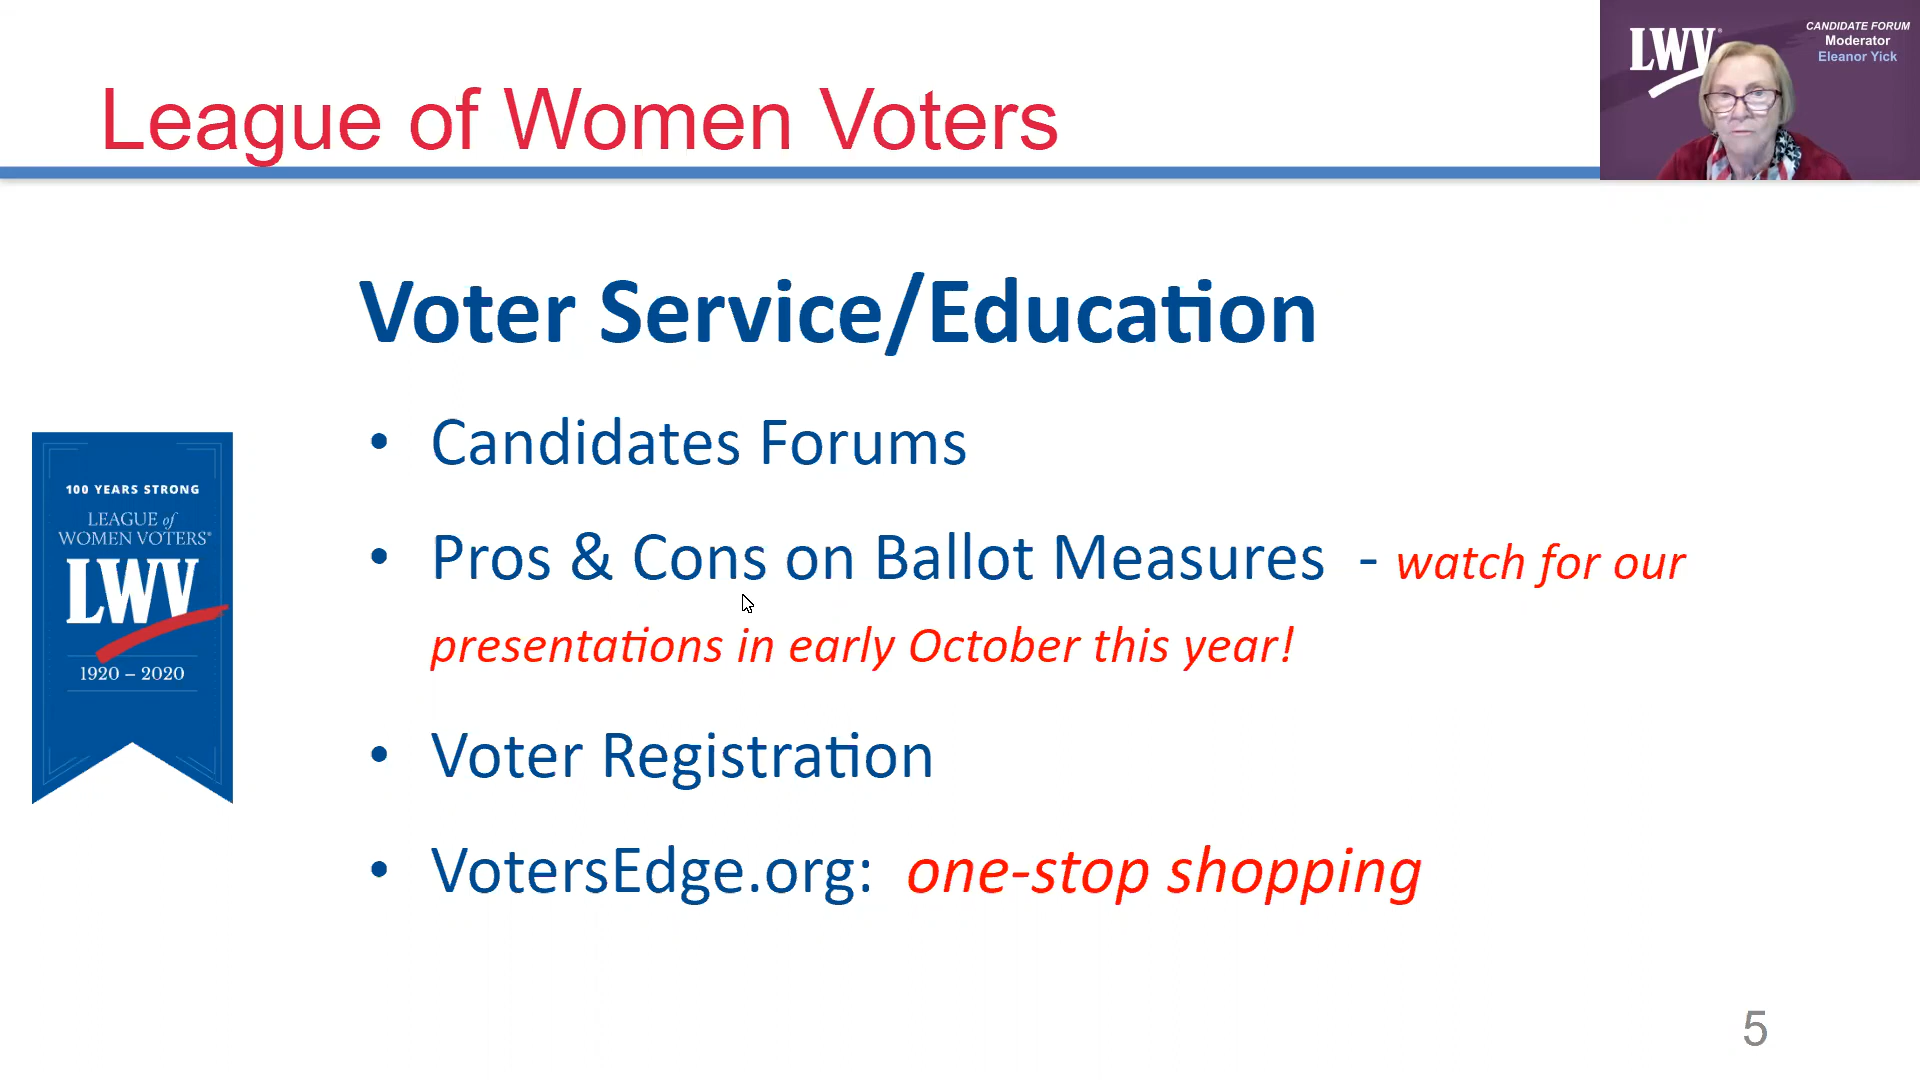 League of Women Voters
LWV
CANDIDATE FORUM
Moderator
Eleanor Yick
Voter Service/Education
• Candidates Forums
• Pros & Cons on Ballot Measures - watch for our
presentations in early October this year!
• Voter Registration
• VotersEdge.org: one-stop shopping
100 YEARS STRONG
LEAGUE of
WOMEN VOTERS®
LWV
1920 – 2020
5